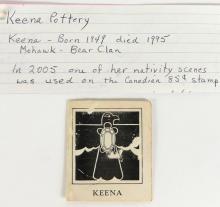 Keena Pottery
Keena - Born 1949 died 1995
Mohawk - Bear Clan
In 2005 one of her nativity scenes
was used on the Canadian 85¢ stamp
KEENA